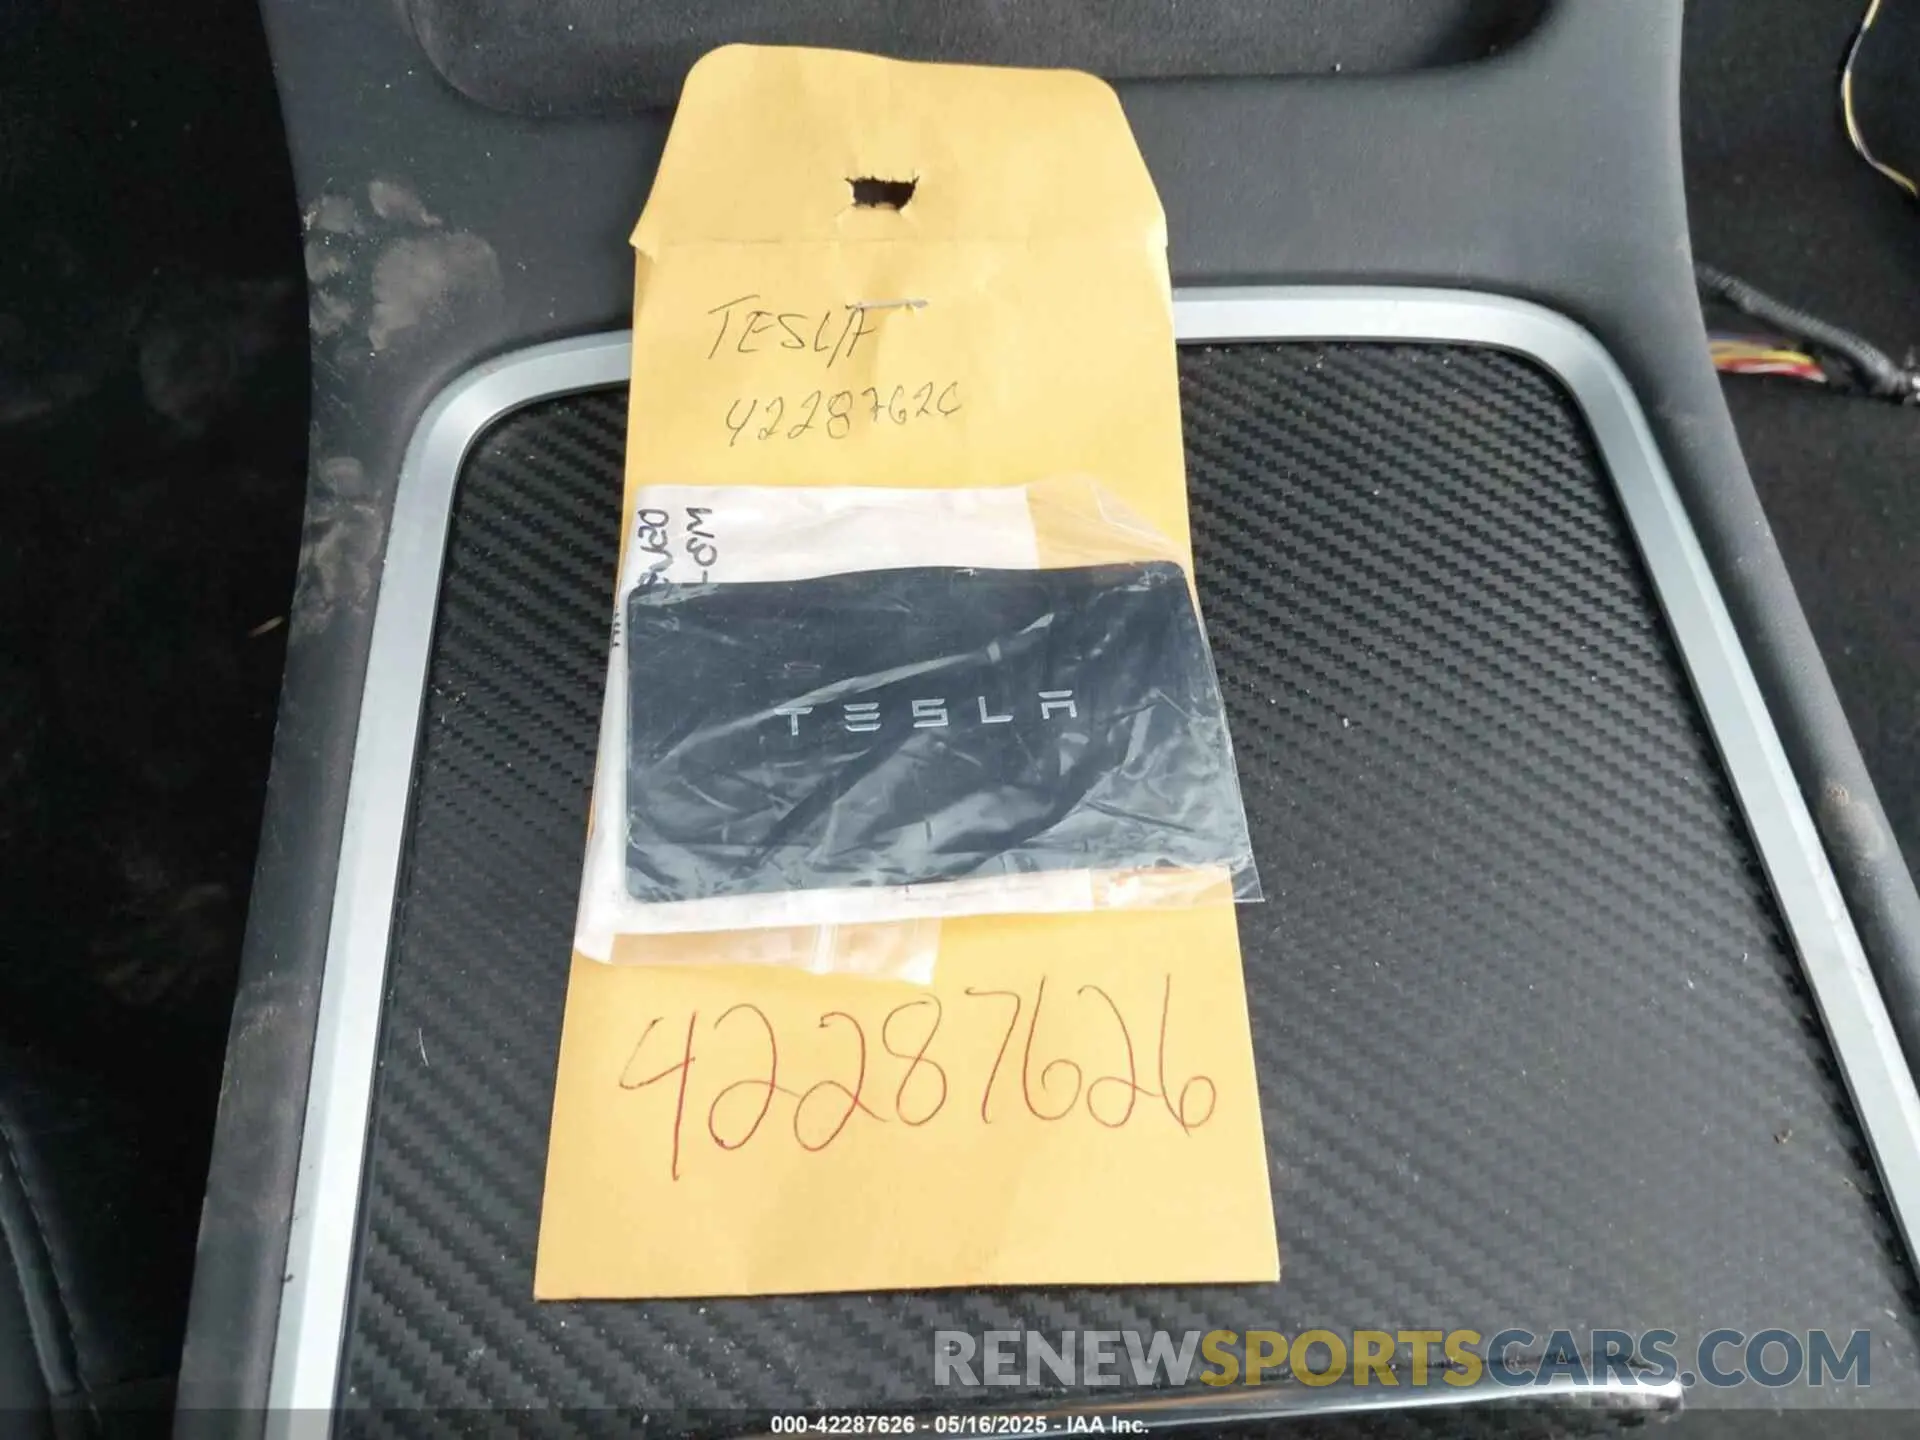 TESLA
42287626
TESLA
42287626
RENEWSPORTSCARS.COM
000-42287626 - 05/16/2025 - IAA Inc.